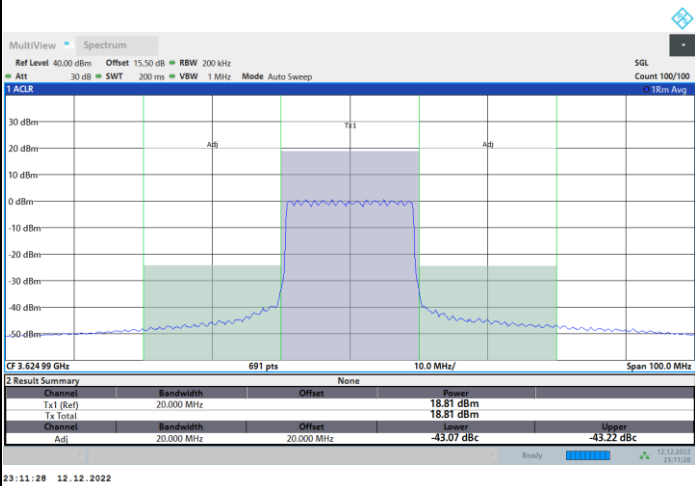 MultiView Spectrum
Ref Level 40.00 dBm Offset 15.50 dB RBW 200 kHz SGL
Att 30 dB SWT 200 ms VBW 1 MHz Mode Auto Sweep Count 100/100
1 ACLR 1Rm Avg
30 dBm
Tx1
20 dBm
Adj Adj
10 dBm
0 dBm
-10 dBm
-20 dBm
-30 dBm
-40 dBm
-50 dBm
CF 3.624 99 GHz 691 pts 10.0 MHz/ Span 100.0 MHz
2 Result Summary None
Channel Bandwidth Offset Power
Tx1 (Ref) 20.000 MHz 18.81 dBm
Tx Total 18.81 dBm
Channel Bandwidth Offset Lower Upper
Adj 20.000 MHz 20.000 MHz -43.07 dBc -43.22 dBc
Ready 12.12.2022
23:11:28
23:11:28 12.12.2022